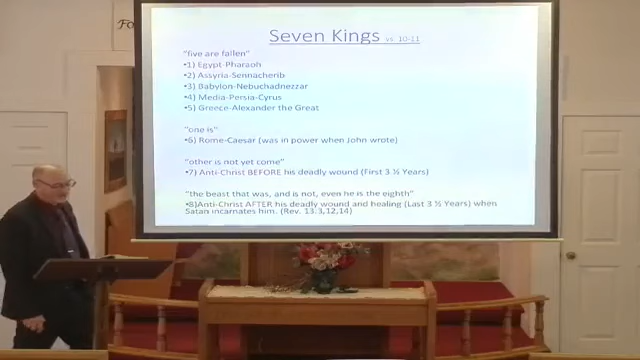 Fo
Seven Kings vs. 10-11
"five are fallen"
•1) Egypt-Pharaoh
•2) Assyria-Sennacherib
•3) Babylon-Nebuchadnezzar
•4) Media-Persia-Cyrus
•5) Greece-Alexander the Great
"one is"
•6) Rome-Caesar (was in power when John wrote)
"other is not yet come"
•7) Anti-Christ BEFORE his deadly wound (First 3 ½ Years)
"the beast that was, and is not, even he is the eighth"
•8)Anti-Christ AFTER his deadly wound and healing (Last 3 ½ Years) when
Satan incarnates him. (Rev. 13:3,12,14)